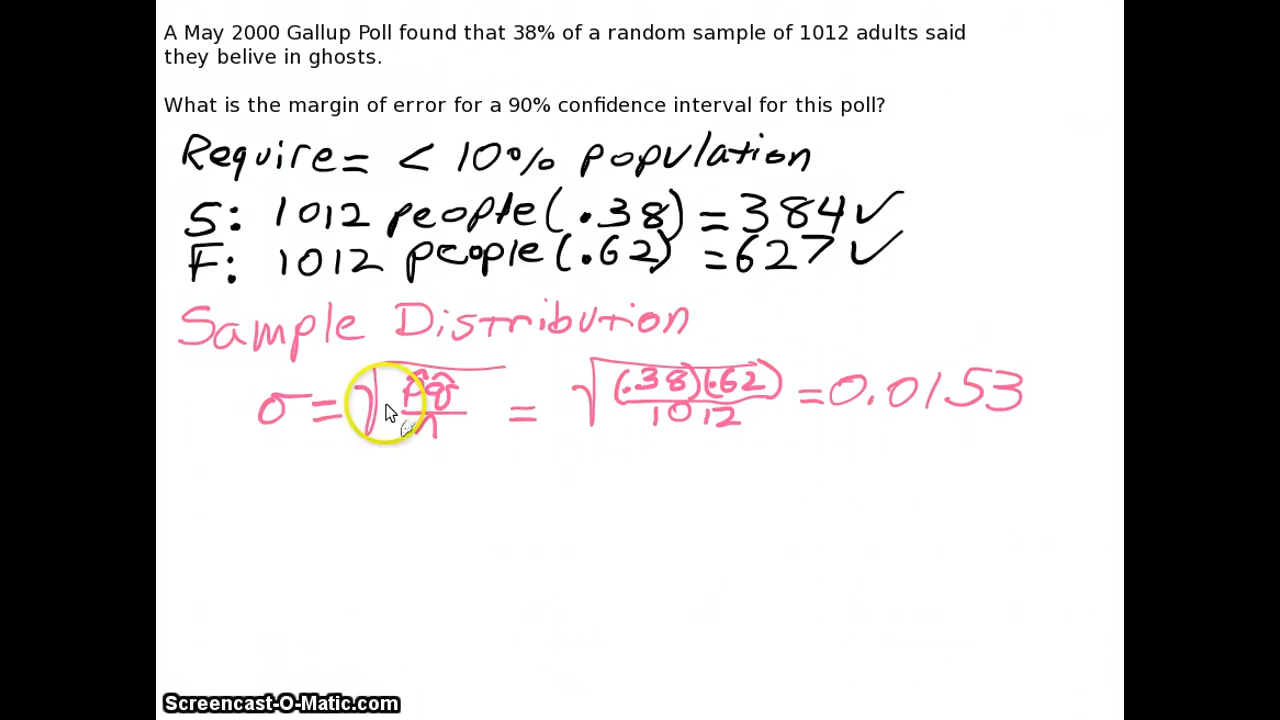 A May 2000 Gallup Poll found that 38% of a random sample of 1012 adults said
they belive in ghosts.
What is the margin of error for a 90% confidence interval for this poll?
Require= < 10% population
S: 1012 people(.38) = 384 ✓
F: 1012 people(.62) = 627 ✓
Sample Distribution
σ = √(p̂q̂/n) = √((.38)(.62)/1012) = 0.0153
Screencast-O-Matic.com